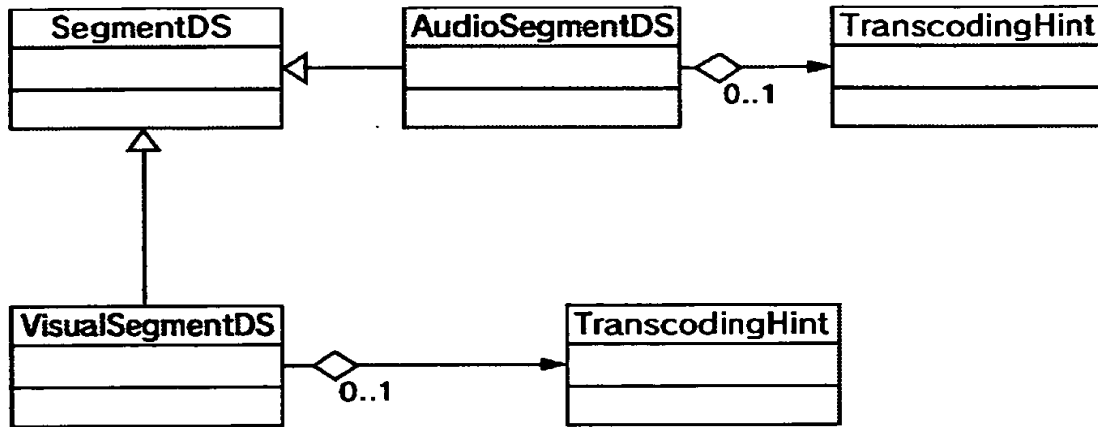 SegmentDS
AudioSegmentDS
TranscodingHint
0..1
VisualSegmentDS
TranscodingHint
0..1